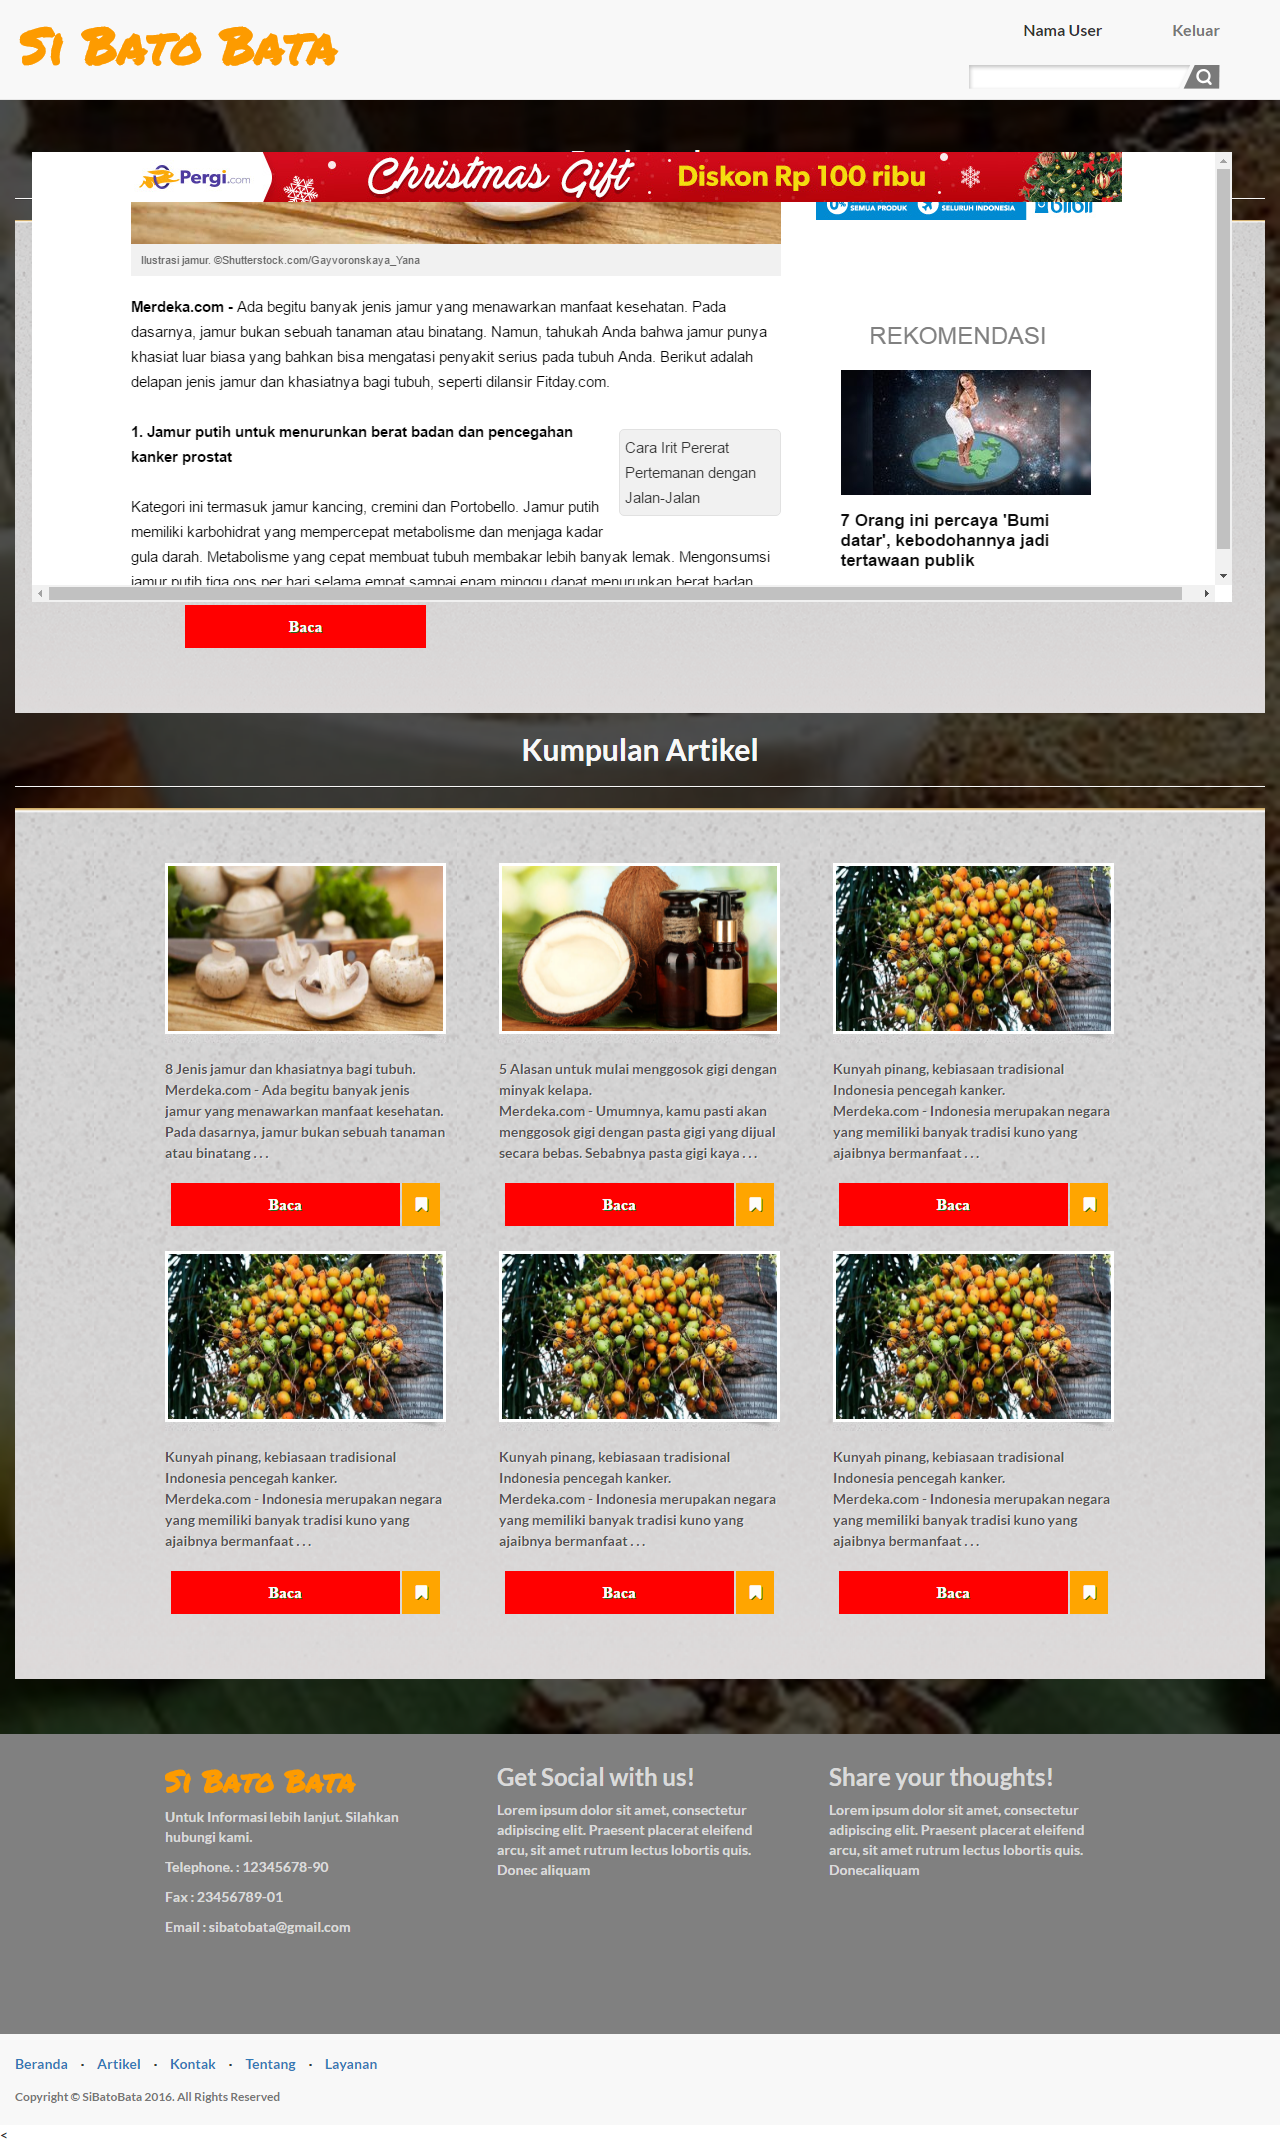 Si Bato Bata
Nama User
Keluar
Pergi.com
Christmas Gift
Diskon Rp 100 ribu
0% SEMUA PRODUK
SELURUH INDONESIA
blibli
Ilustrasi jamur. ©Shutterstock.com/Gayvoronskaya_Yana
Merdeka.com - Ada begitu banyak jenis jamur yang menawarkan manfaat kesehatan. Pada
dasarnya, jamur bukan sebuah tanaman atau binatang. Namun, tahukah Anda bahwa jamur punya
khasiat luar biasa yang bahkan bisa mengatasi penyakit serius pada tubuh Anda. Berikut adalah
delapan jenis jamur dan khasiatnya bagi tubuh, seperti dilansir Fitday.com.
1. Jamur putih untuk menurunkan berat badan dan pencegahan
kanker prostat
Cara Irit Pererat
Pertemanan dengan
Jalan-Jalan
Kategori ini termasuk jamur kancing, cremini dan Portobello. Jamur putih
memiliki karbohidrat yang mempercepat metabolisme dan menjaga kadar
gula darah. Metabolisme yang cepat membuat tubuh membakar lebih banyak lemak. Mengonsumsi
jamur putih tiga ons per hari selama empat sampai enam minggu dapat menurunkan berat badan
REKOMENDASI
7 Orang ini percaya 'Bumi
datar', kebodohannya jadi
tertawaan publik
Baca
Kumpulan Artikel
8 Jenis jamur dan khasiatnya bagi tubuh.
Merdeka.com - Ada begitu banyak jenis
jamur yang menawarkan manfaat kesehatan.
Pada dasarnya, jamur bukan sebuah tanaman
atau binatang . . .
Baca
5 Alasan untuk mulai menggosok gigi dengan
minyak kelapa.
Merdeka.com - Umumnya, kamu pasti akan
menggosok gigi dengan pasta gigi yang dijual
secara bebas. Sebabnya pasta gigi kaya . . .
Baca
Kunyah pinang, kebiasaan tradisional
Indonesia pencegah kanker.
Merdeka.com - Indonesia merupakan negara
yang memiliki banyak tradisi kuno yang
ajaibnya bermanfaat . . .
Baca
Kunyah pinang, kebiasaan tradisional
Indonesia pencegah kanker.
Merdeka.com - Indonesia merupakan negara
yang memiliki banyak tradisi kuno yang
ajaibnya bermanfaat . . .
Baca
Kunyah pinang, kebiasaan tradisional
Indonesia pencegah kanker.
Merdeka.com - Indonesia merupakan negara
yang memiliki banyak tradisi kuno yang
ajaibnya bermanfaat . . .
Baca
Kunyah pinang, kebiasaan tradisional
Indonesia pencegah kanker.
Merdeka.com - Indonesia merupakan negara
yang memiliki banyak tradisi kuno yang
ajaibnya bermanfaat . . .
Baca
Si Bato Bata
Untuk Informasi lebih lanjut. Silahkan
hubungi kami.
Telephone. : 12345678-90
Fax : 23456789-01
Email : sibatobata@gmail.com
Get Social with us!
Lorem ipsum dolor sit amet, consectetur
adipiscing elit. Praesent placerat eleifend
arcu, sit amet rutrum lectus lobortis quis.
Donec aliquam
Share your thoughts!
Lorem ipsum dolor sit amet, consectetur
adipiscing elit. Praesent placerat eleifend
arcu, sit amet rutrum lectus lobortis quis.
Donecaliquam
Beranda · Artikel · Kontak · Tentang · Layanan
Copyright © SiBatoBata 2016. All Rights Reserved
<